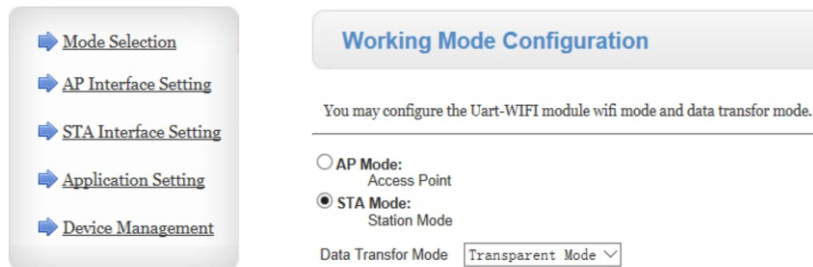 Mode Selection
AP Interface Setting
STA Interface Setting
Application Setting
Device Management
Working Mode Configuration
You may configure the Uart-WIFI module wifi mode and data transfor mode.
AP Mode:
Access Point
STA Mode:
Station Mode
Data Transfor Mode Transparent Mode